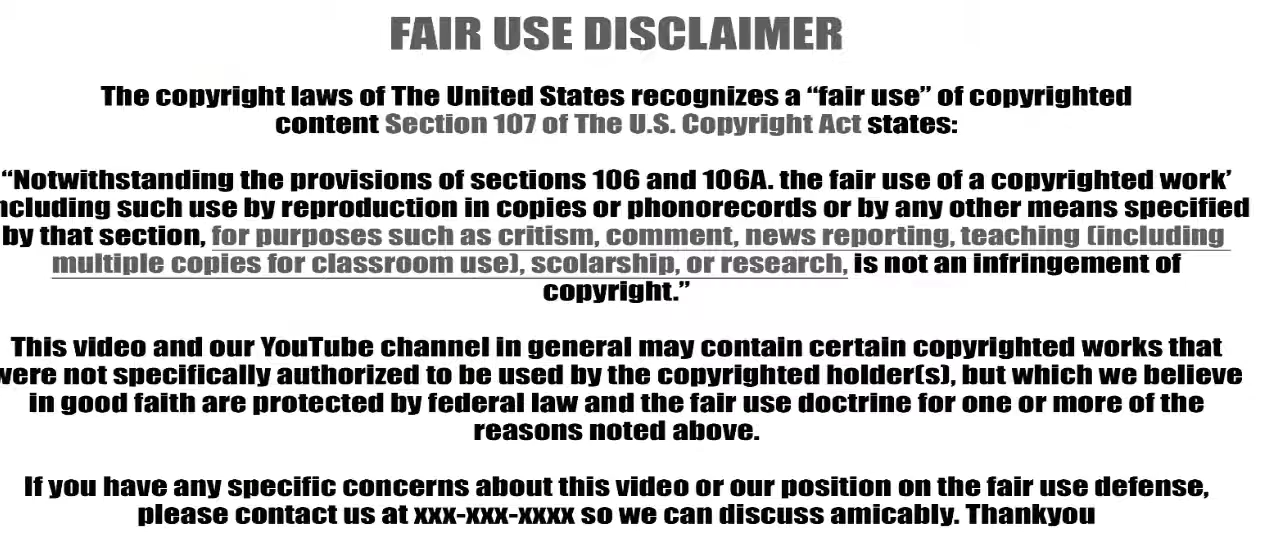 FAIR USE DISCLAIMER
The copyright laws of The United States recognizes a “fair use” of copyrighted
content Section 107 of The U.S. Copyright Act states:
“Notwithstanding the provisions of sections 106 and 106A. the fair use of a copyrighted work’
ncluding such use by reproduction in copies or phonorecords or by any other means specified
by that section, for purposes such as critism, comment, news reporting, teaching (including
multiple copies for classroom use), scolarship, or research, is not an infringement of
copyright.”
This video and our YouTube channel in general may contain certain copyrighted works that
were not specifically authorized to be used by the copyrighted holder(s), but which we believe
in good faith are protected by federal law and the fair use doctrine for one or more of the
reasons noted above.
If you have any specific concerns about this video or our position on the fair use defense,
please contact us at xxx-xxx-xxxx so we can discuss amicably. Thankyou